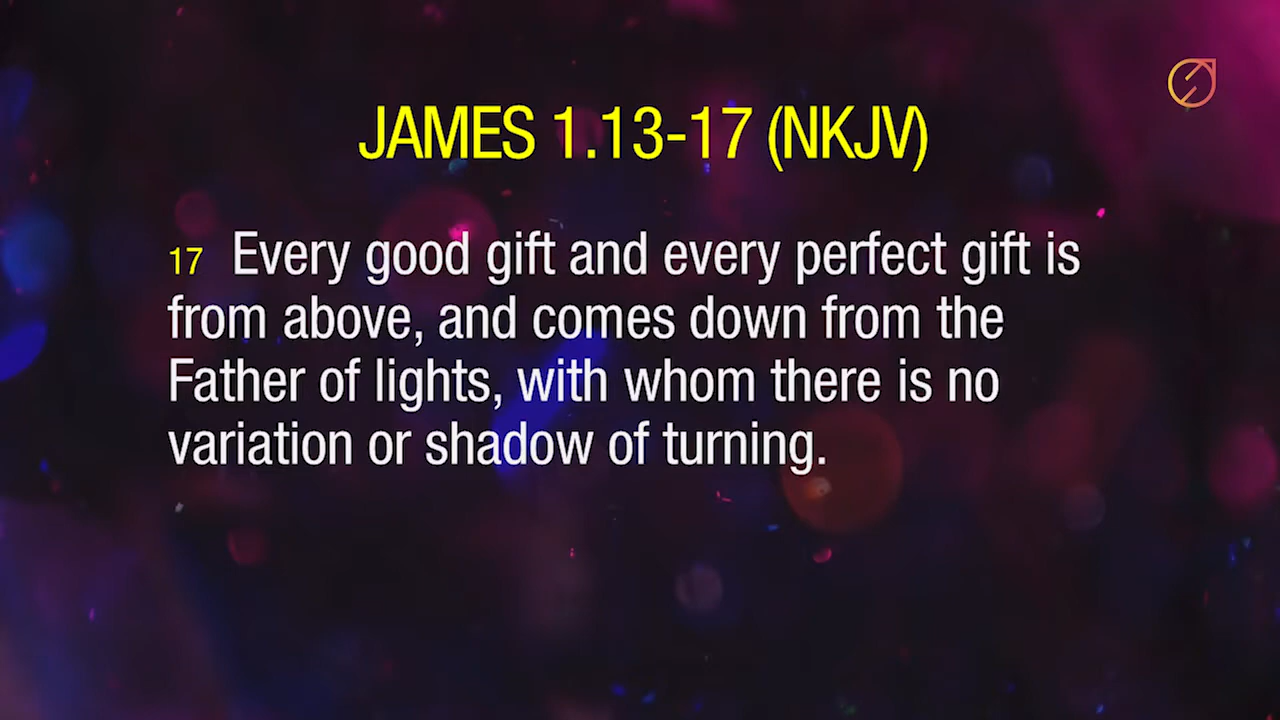 JAMES 1.13-17 (NKJV)
17 Every good gift and every perfect gift is
from above, and comes down from the
Father of lights, with whom there is no
variation or shadow of turning.